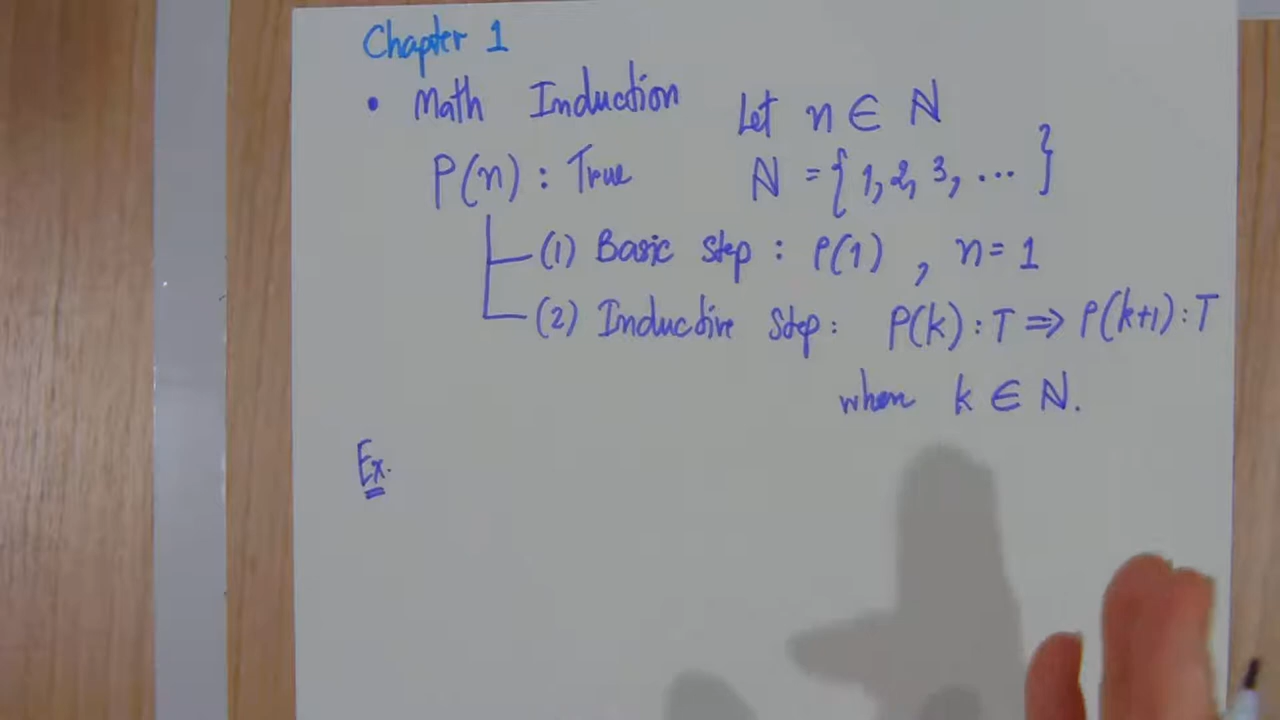 Chapter 1
• Math Induction Let n ∈ ℕ
P(n) : True ℕ = { 1, 2, 3, ... }
(1) Basic Step : P(1) , n = 1
(2) Inductive Step : P(k) : T ⇒ P(k+1) : T
when k ∈ ℕ.
Ex.